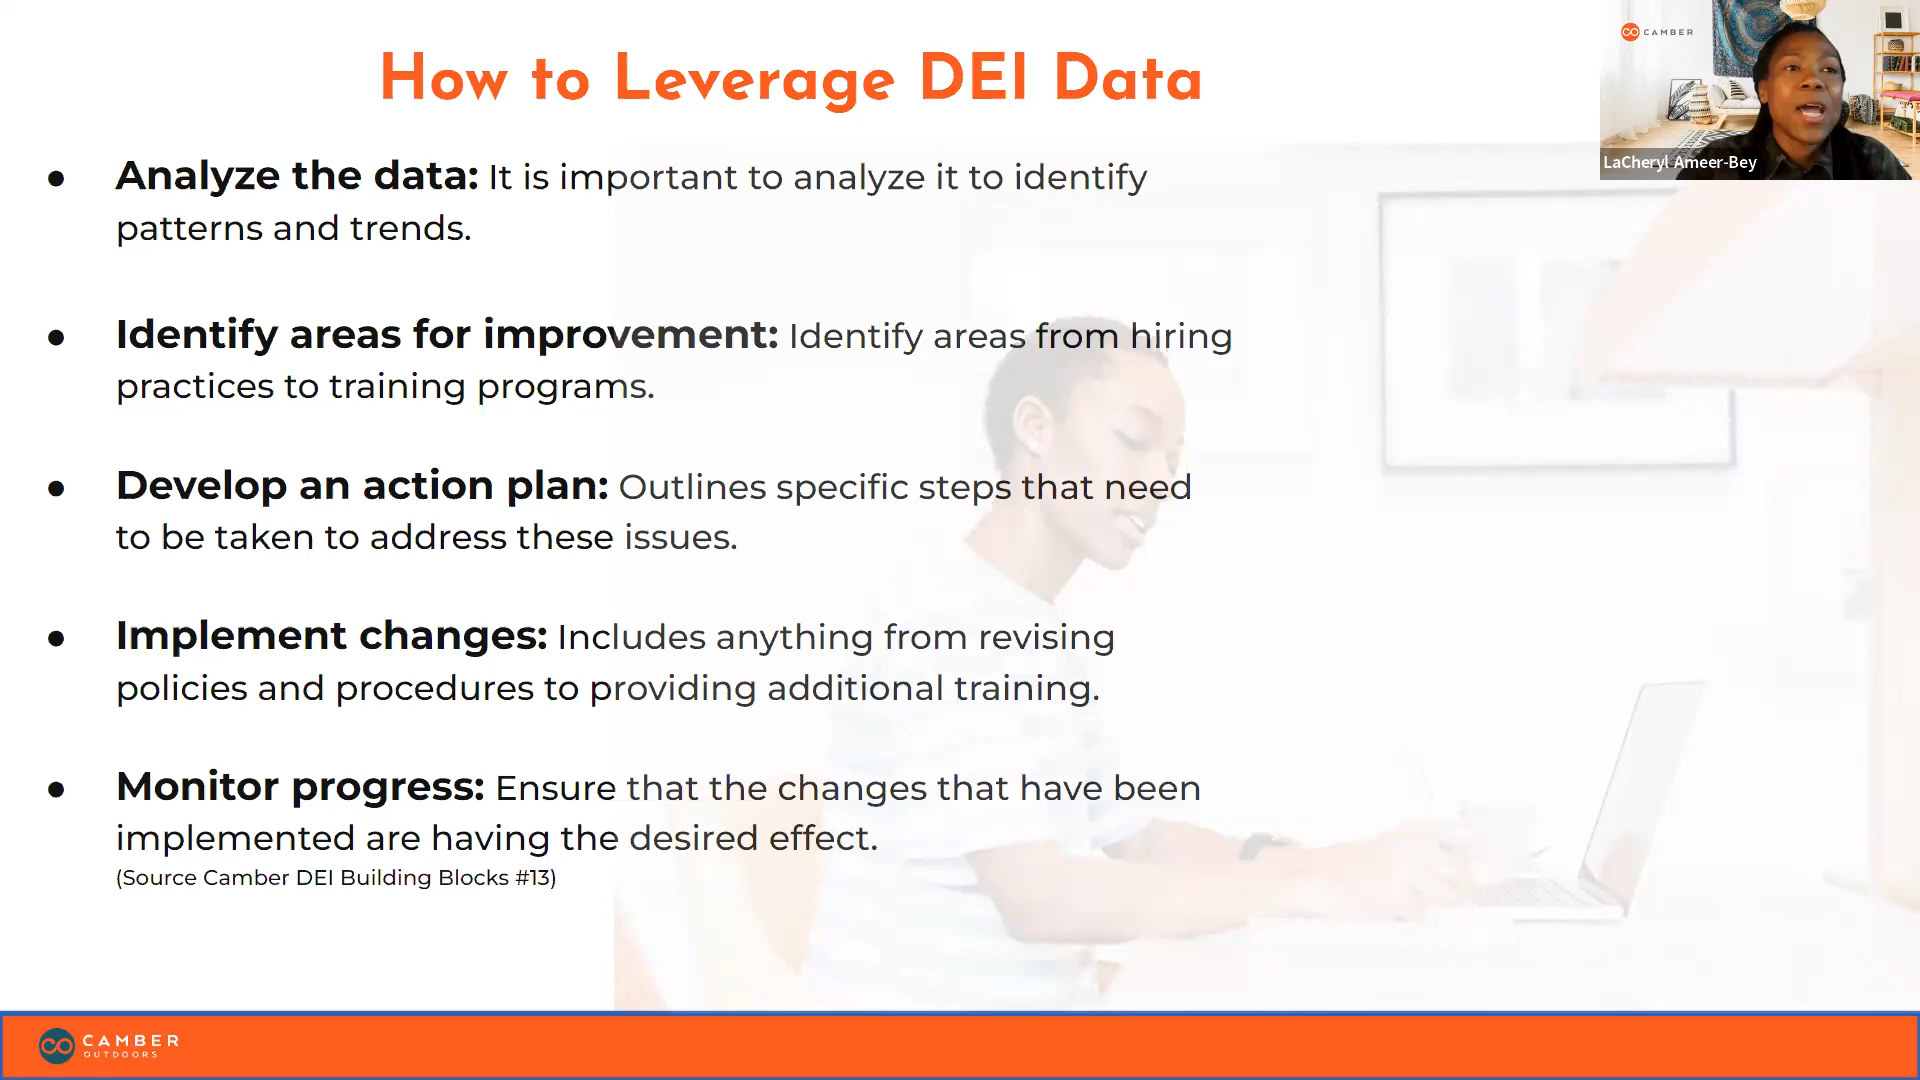 How to Leverage DEI Data
CAMBER
LaCheryl Ameer-Bey
● Analyze the data: It is important to analyze it to identify
patterns and trends.
● Identify areas for improvement: Identify areas from hiring
practices to training programs.
● Develop an action plan: Outlines specific steps that need
to be taken to address these issues.
● Implement changes: Includes anything from revising
policies and procedures to providing additional training.
● Monitor progress: Ensure that the changes that have been
implemented are having the desired effect.
(Source Camber DEI Building Blocks #13)
CAMBER
OUTDOORS